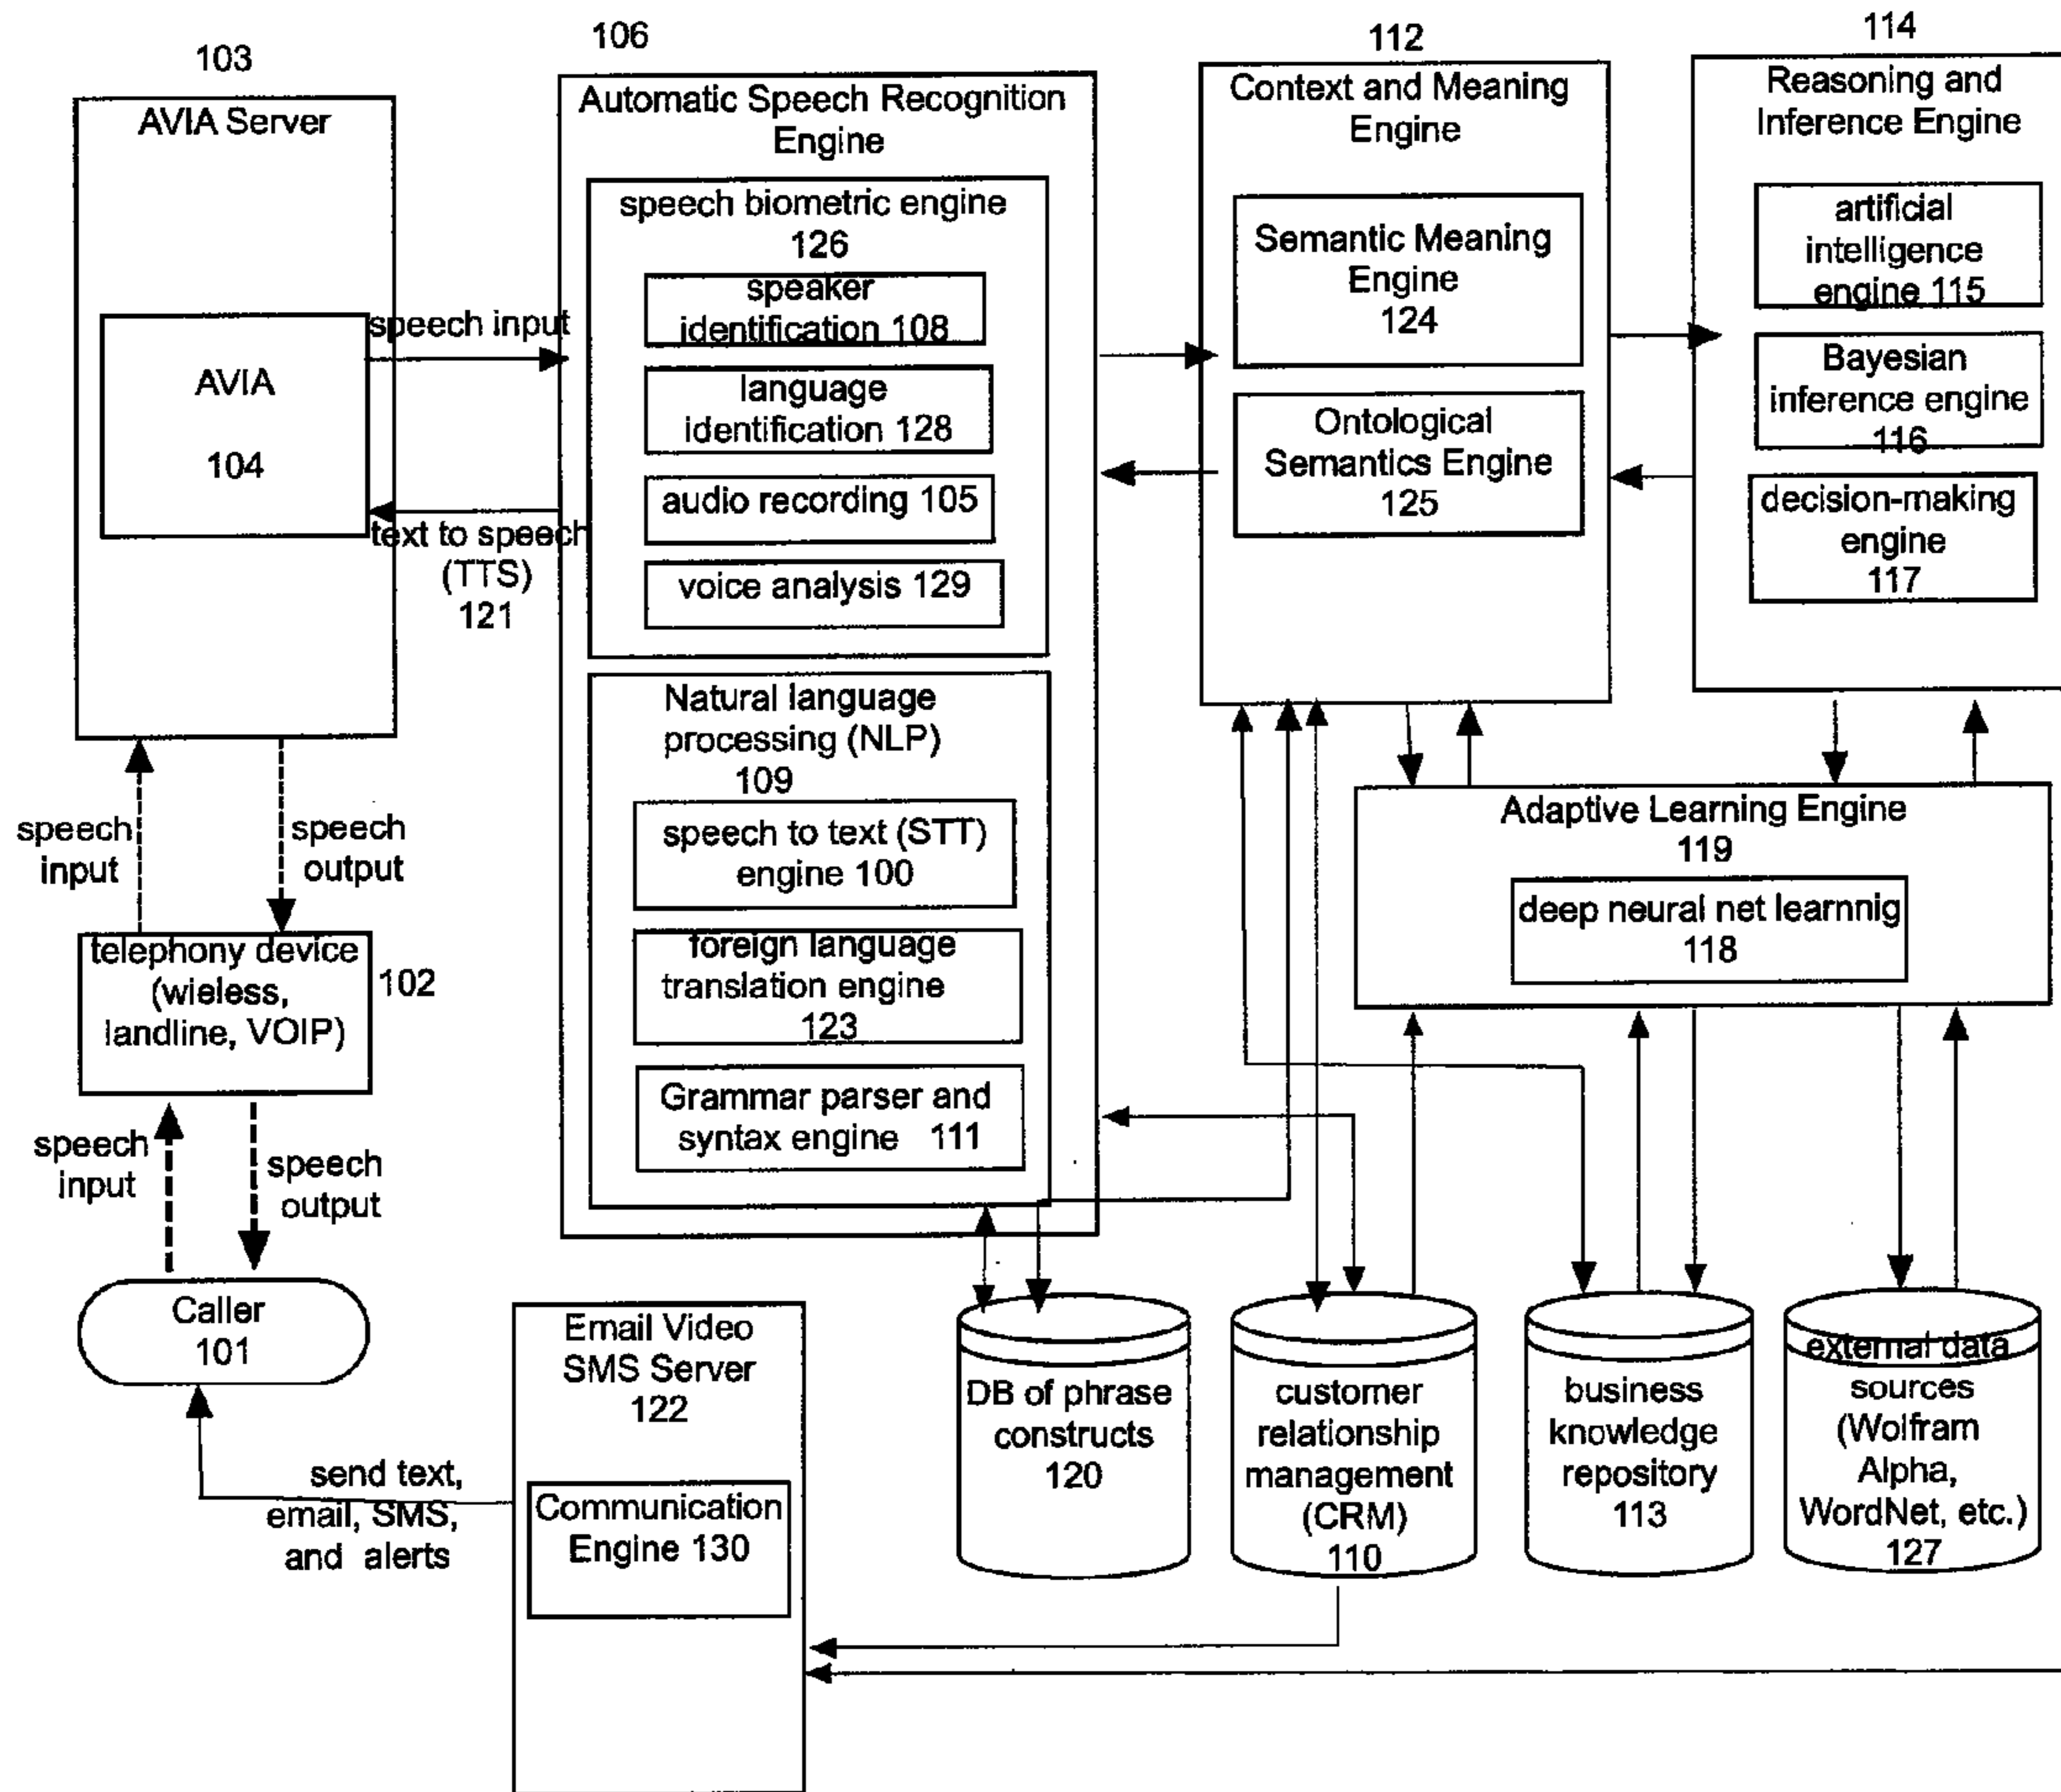 103
AVIA Server
AVIA
104
speech input
text to speech
(TTS)
121
speech
input
speech
output
telephony device
(wieless,
landline, VOIP)
102
speech
input
speech
output
Caller
101
106
Automatic Speech Recognition
Engine
speech biometric engine
126
speaker
identification 108
language
identification 128
audio recording 105
voice analysis 129
Natural language
processing (NLP)
109
speech to text (STT)
engine 100
foreign language
translation engine
123
Grammar parser and
syntax engine 111
112
Context and Meaning
Engine
Semantic Meaning
Engine
124
Ontological
Semantics Engine
125
114
Reasoning and
Inference Engine
artificial
intelligence
engine 115
Bayesian
inference engine
116
decision-making
engine
117
Adaptive Learning Engine
119
deep neural net learnnig
118
send text,
email, SMS,
and alerts
Email Video
SMS Server
122
Communication
Engine 130
DB of phrase
constructs
120
customer
relationship
management
(CRM)
110
business
knowledge
repository
113
external data
sources
(Wolfram
Alpha,
WordNet, etc.)
127